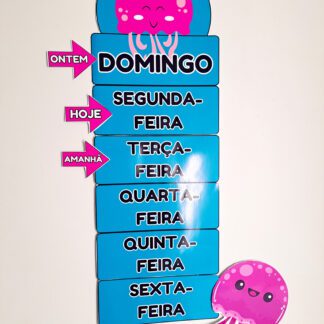 ONTEM
DOMINGO
HOJE
SEGUNDA-
FEIRA
AMANHÃ
TERÇA-
FEIRA
QUARTA-
FEIRA
QUINTA-
FEIRA
SEXTA-
FEIRA